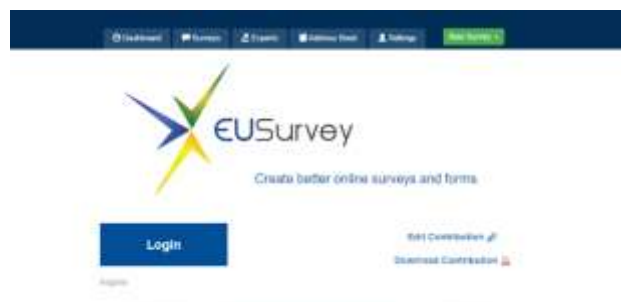 Dashboard Surveys Exports Address Book Settings New Survey
EUSurvey
Create better online surveys and forms
Login
Edit Contribution
Download Contribution
Register